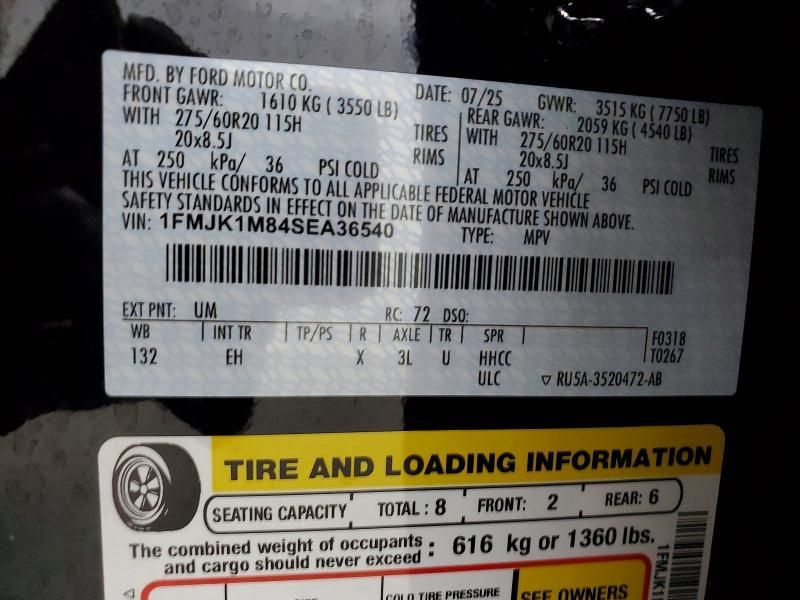 MFD. BY FORD MOTOR CO.
DATE: 07/25 GVWR: 3515 KG ( 7750 LB)
FRONT GAWR: 1610 KG ( 3550 LB)
REAR GAWR: 2059 KG ( 4540 LB)
WITH 275/60R20 115H TIRES
WITH 275/60R20 115H TIRES
20x8.5J RIMS
20x8.5J RIMS
AT 250 kPa/ 36 PSI COLD
AT 250 kPa/ 36 PSI COLD
THIS VEHICLE CONFORMS TO ALL APPLICABLE FEDERAL MOTOR VEHICLE
SAFETY STANDARDS IN EFFECT ON THE DATE OF MANUFACTURE SHOWN ABOVE.
VIN: 1FMJK1M84SEA36540 TYPE: MPV
EXT PNT: UM RC: 72 DSO:
WB INT TR TP/PS R AXLE TR SPR F0318
132 EH X 3L U HHCC T0267
ULC RU5A-3520472-AB
TIRE AND LOADING INFORMATION
SEATING CAPACITY TOTAL : 8 FRONT: 2 REAR: 6
The combined weight of occupants
and cargo should never exceed : 616 kg or 1360 lbs.
COLD TIRE PRESSURE
SEE OWNERS
1FMJK1